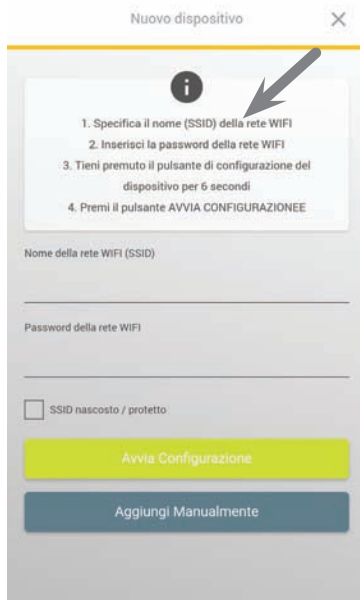 Nuovo dispositivo
1. Specifica il nome (SSID) della rete WIFI
2. Inserisci la password della rete WIFI
3. Tieni premuto il pulsante di configurazione del
dispositivo per 6 secondi
4. Premi il pulsante AVVIA CONFIGURAZIONEE
Nome della rete WIFI (SSID)
Password della rete WIFI
SSID nascosto / protetto
Avvia Configurazione
Aggiungi Manualmente